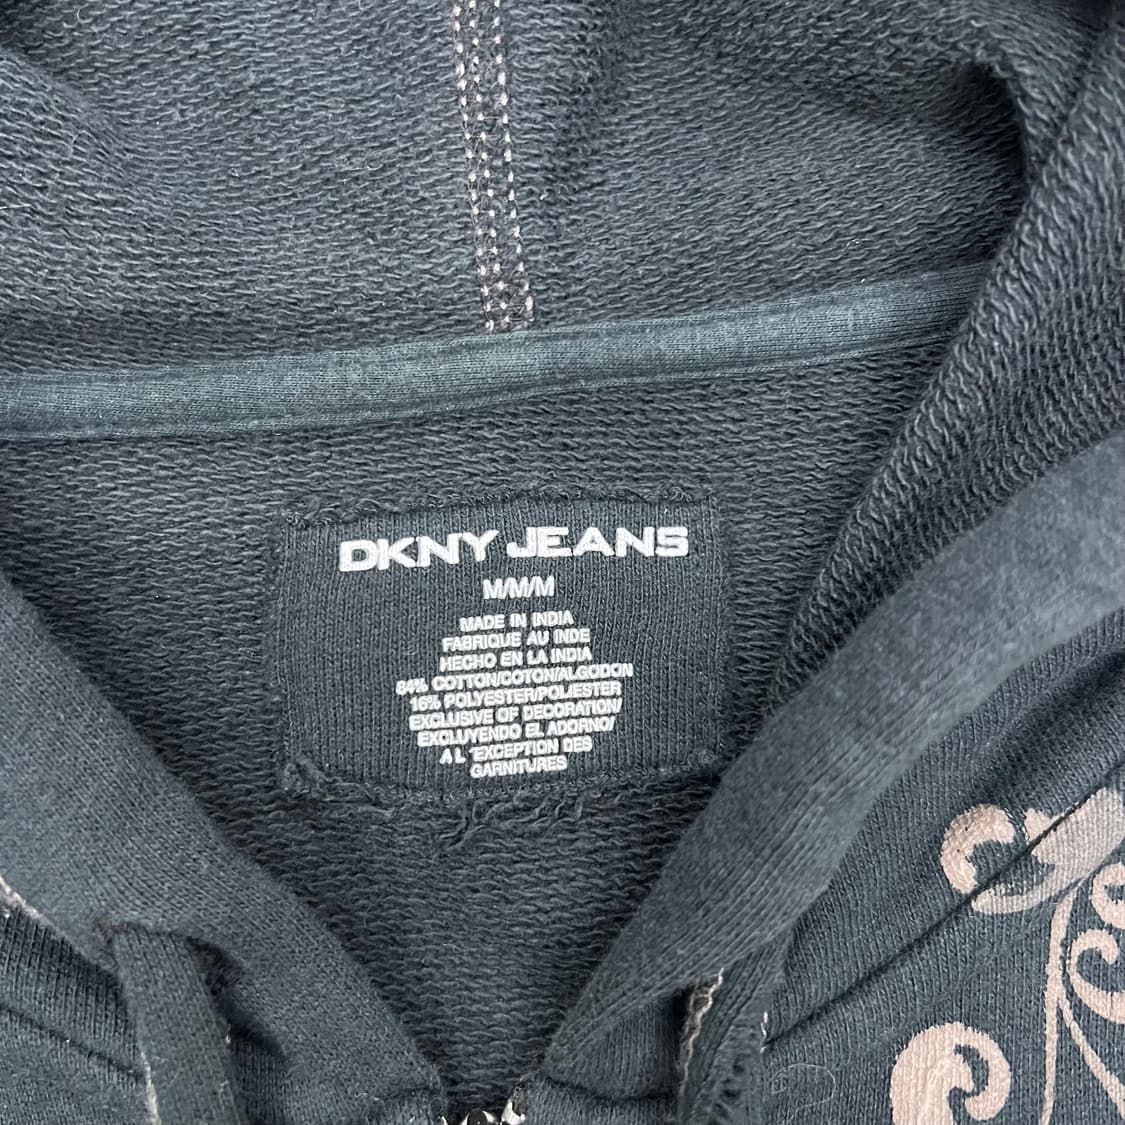 DKNY JEANS
M/M/M
MADE IN INDIA
FABRIQUE AU INDE
HECHO EN LA INDIA
84% COTTON/COTON/ALGODON
16% POLYESTER/POLIESTER
EXCLUSIVE OF DECORATION/
EXCLUYENDO EL ADORNO/
A L 'EXCEPTION DES
GARNITURES